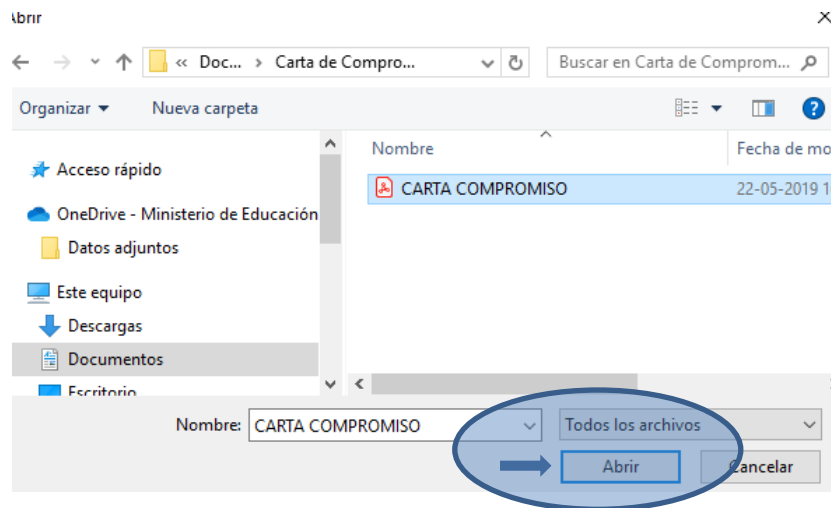 Abrir
« Doc... › Carta de Compro...
Buscar en Carta de Comprom...
Organizar
Nueva carpeta
?
Acceso rápido
OneDrive - Ministerio de Educación
Datos adjuntos
Este equipo
Descargas
Documentos
Escritorio
Nombre
Fecha de mo
CARTA COMPROMISO
22-05-2019 1
Nombre:
CARTA COMPROMISO
Todos los archivos
Abrir
Cancelar